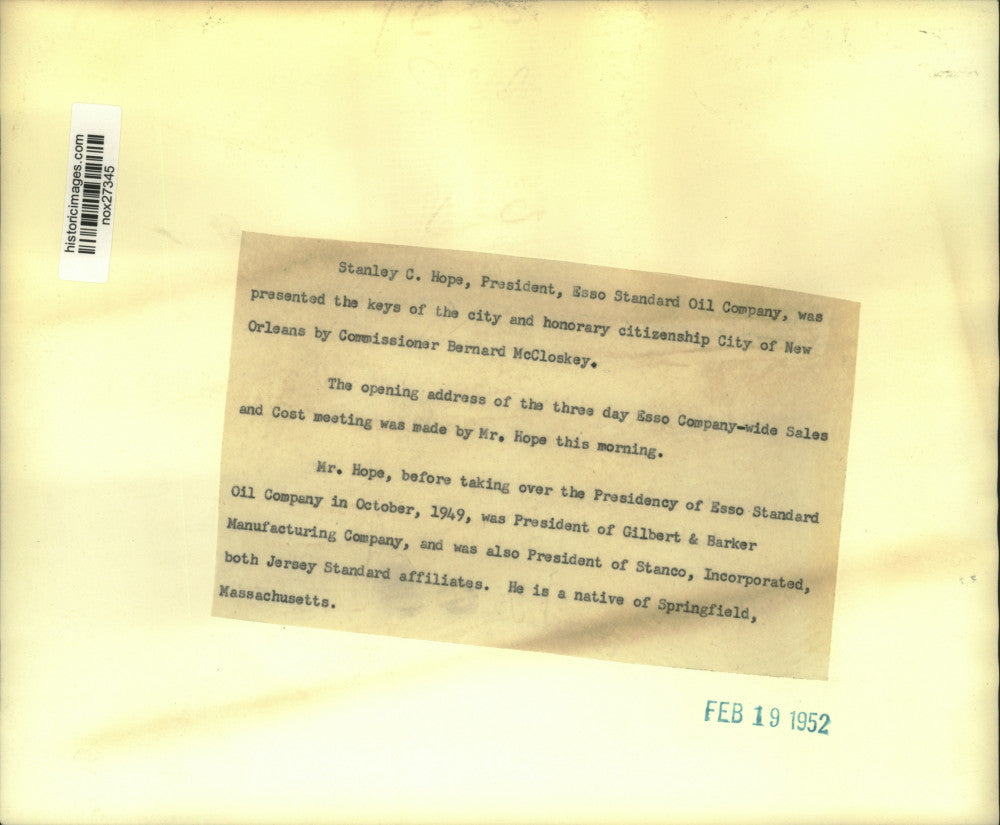 historicimages.com
nox27345
Stanley C. Hope, President, Esso Standard Oil Company, was
presented the keys of the city and honorary citizenship City of New
Orleans by Commissioner Bernard McCloskey.
The opening address of the three day Esso Company-wide Sales
and Cost meeting was made by Mr. Hope this morning.
Mr. Hope, before taking over the Presidency of Esso Standard
Oil Company in October, 1949, was President of Gilbert & Barker
Manufacturing Company, and was also President of Stanco, Incorporated,
both Jersey Standard affiliates. He is a native of Springfield,
Massachusetts.
FEB 19 1952